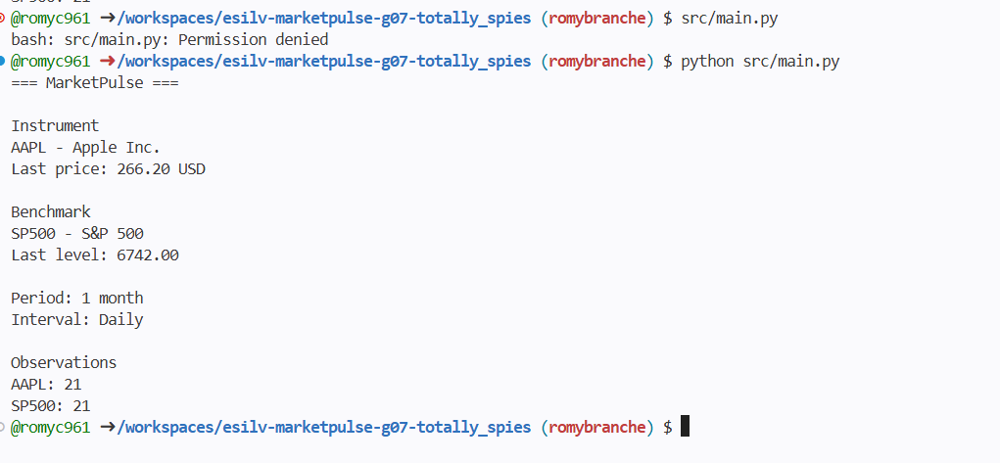 @romyc961 ➜/workspaces/esilv-marketpulse-g07-totally_spies (romybranche) $ src/main.py
bash: src/main.py: Permission denied
@romyc961 ➜/workspaces/esilv-marketpulse-g07-totally_spies (romybranche) $ python src/main.py
=== MarketPulse ===
Instrument
AAPL - Apple Inc.
Last price: 266.20 USD
Benchmark
SP500 - S&P 500
Last level: 6742.00
Period: 1 month
Interval: Daily
Observations
AAPL: 21
SP500: 21
@romyc961 ➜/workspaces/esilv-marketpulse-g07-totally_spies (romybranche) $